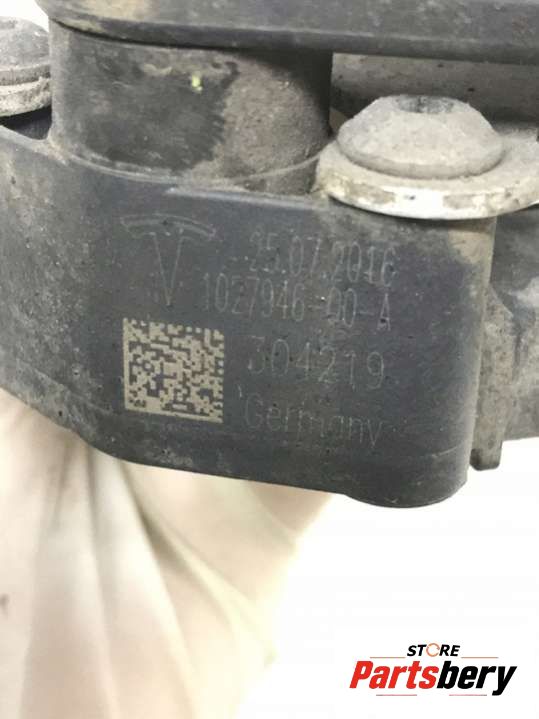 25.07.2016
1027946-00-A
304219
Germany
STORE
Partsbery